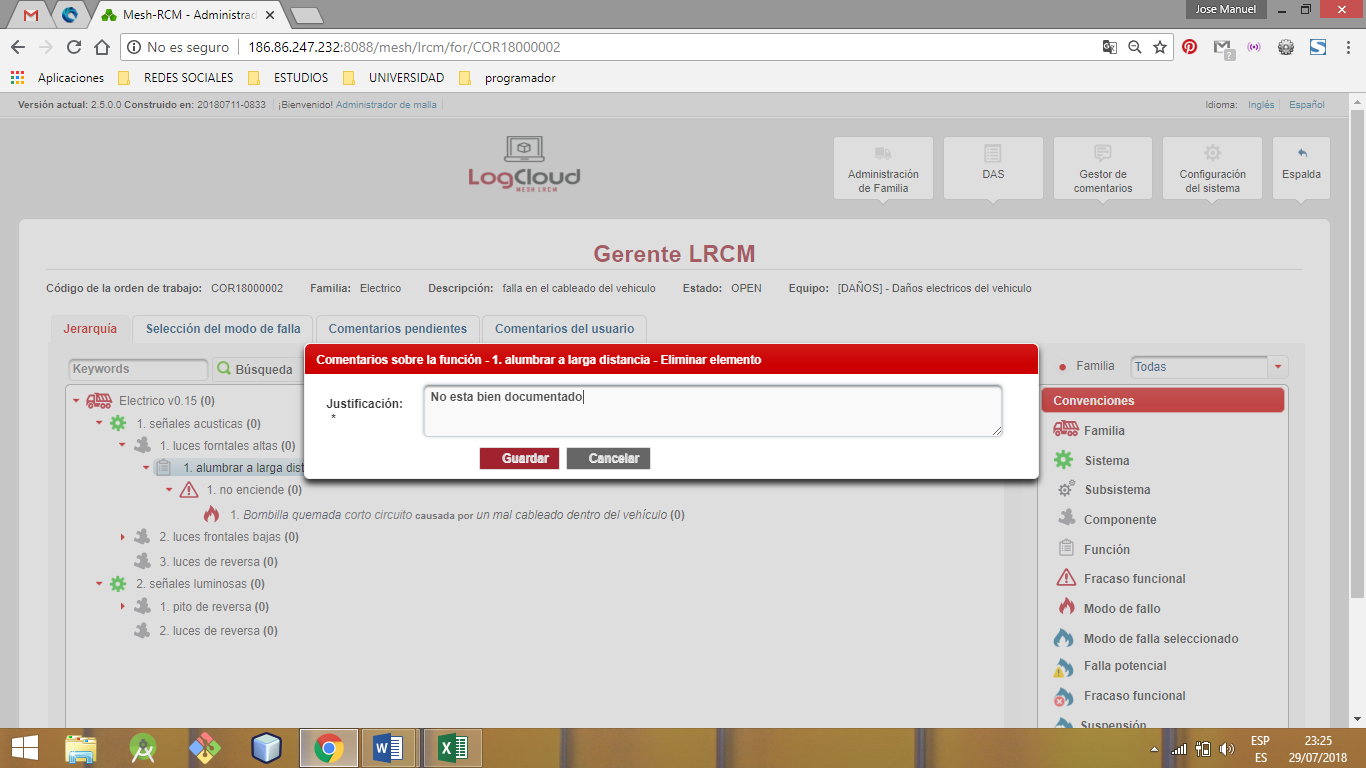 Jose Manuel
Mesh-RCM - Administrador
No es seguro 186.86.247.232:8088/mesh/lrcm/for/COR18000002
Aplicaciones REDES SOCIALES ESTUDIOS UNIVERSIDAD programador
Versión actual: 2.5.0.0 Construido en: 20180711-0833 ¡Bienvenido! Administrador de malla Idioma: Inglés Español
LogCloud
MESH LRCM
Administración de Familia
DAS
Gestor de comentarios
Configuración del sistema
Espalda
Gerente LRCM
Código de la orden de trabajo: COR18000002 Familia: Electrico Descripción: falla en el cableado del vehiculo Estado: OPEN Equipo: [DAÑOS] - Daños electricos del vehiculo
Jerarquía Selección del modo de falla Comentarios pendientes Comentarios del usuario
Comentarios sobre la función - 1. alumbrar a larga distancia - Eliminar elemento
Justificación: *
No esta bien documentado
Guardar Cancelar
Keywords Búsqueda
Familia Todas
Electrico v0.15 (0)
1. señales acusticas (0)
1. luces forntales altas (0)
1. alumbrar a larga dist
1. no enciende (0)
1. Bombilla quemada corto circuito causada por un mal cableado dentro del vehículo (0)
2. luces frontales bajas (0)
3. luces de reversa (0)
2. señales luminosas (0)
1. pito de reversa (0)
2. luces de reversa (0)
Convenciones
Familia
Sistema
Subsistema
Componente
Función
Fracaso funcional
Modo de fallo
Modo de falla seleccionado
Falla potencial
Fracaso funcional
Suspensión
ESP 23:25
ES 29/07/2018